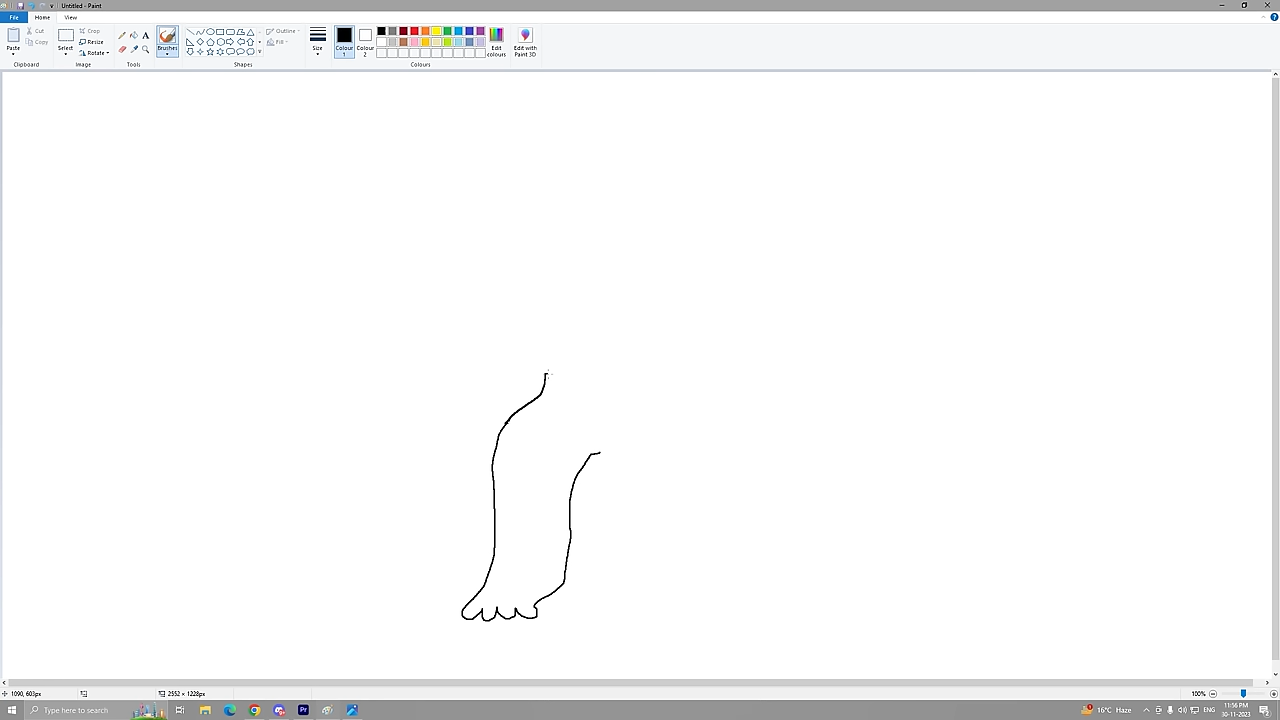 Untitled - Paint
File Home View
Paste Cut Copy Clipboard
Select Crop Resize Rotate Image
A Tools
Brushes
Shapes Outline Fill
Size
Colour 1 Colour 2 Colours
Edit colours
Edit with Paint 3D
1090, 603px 2552 × 1228px 100%
Type here to search
Pr
16°C Haze ENG 11:56 PM 30-11-2023